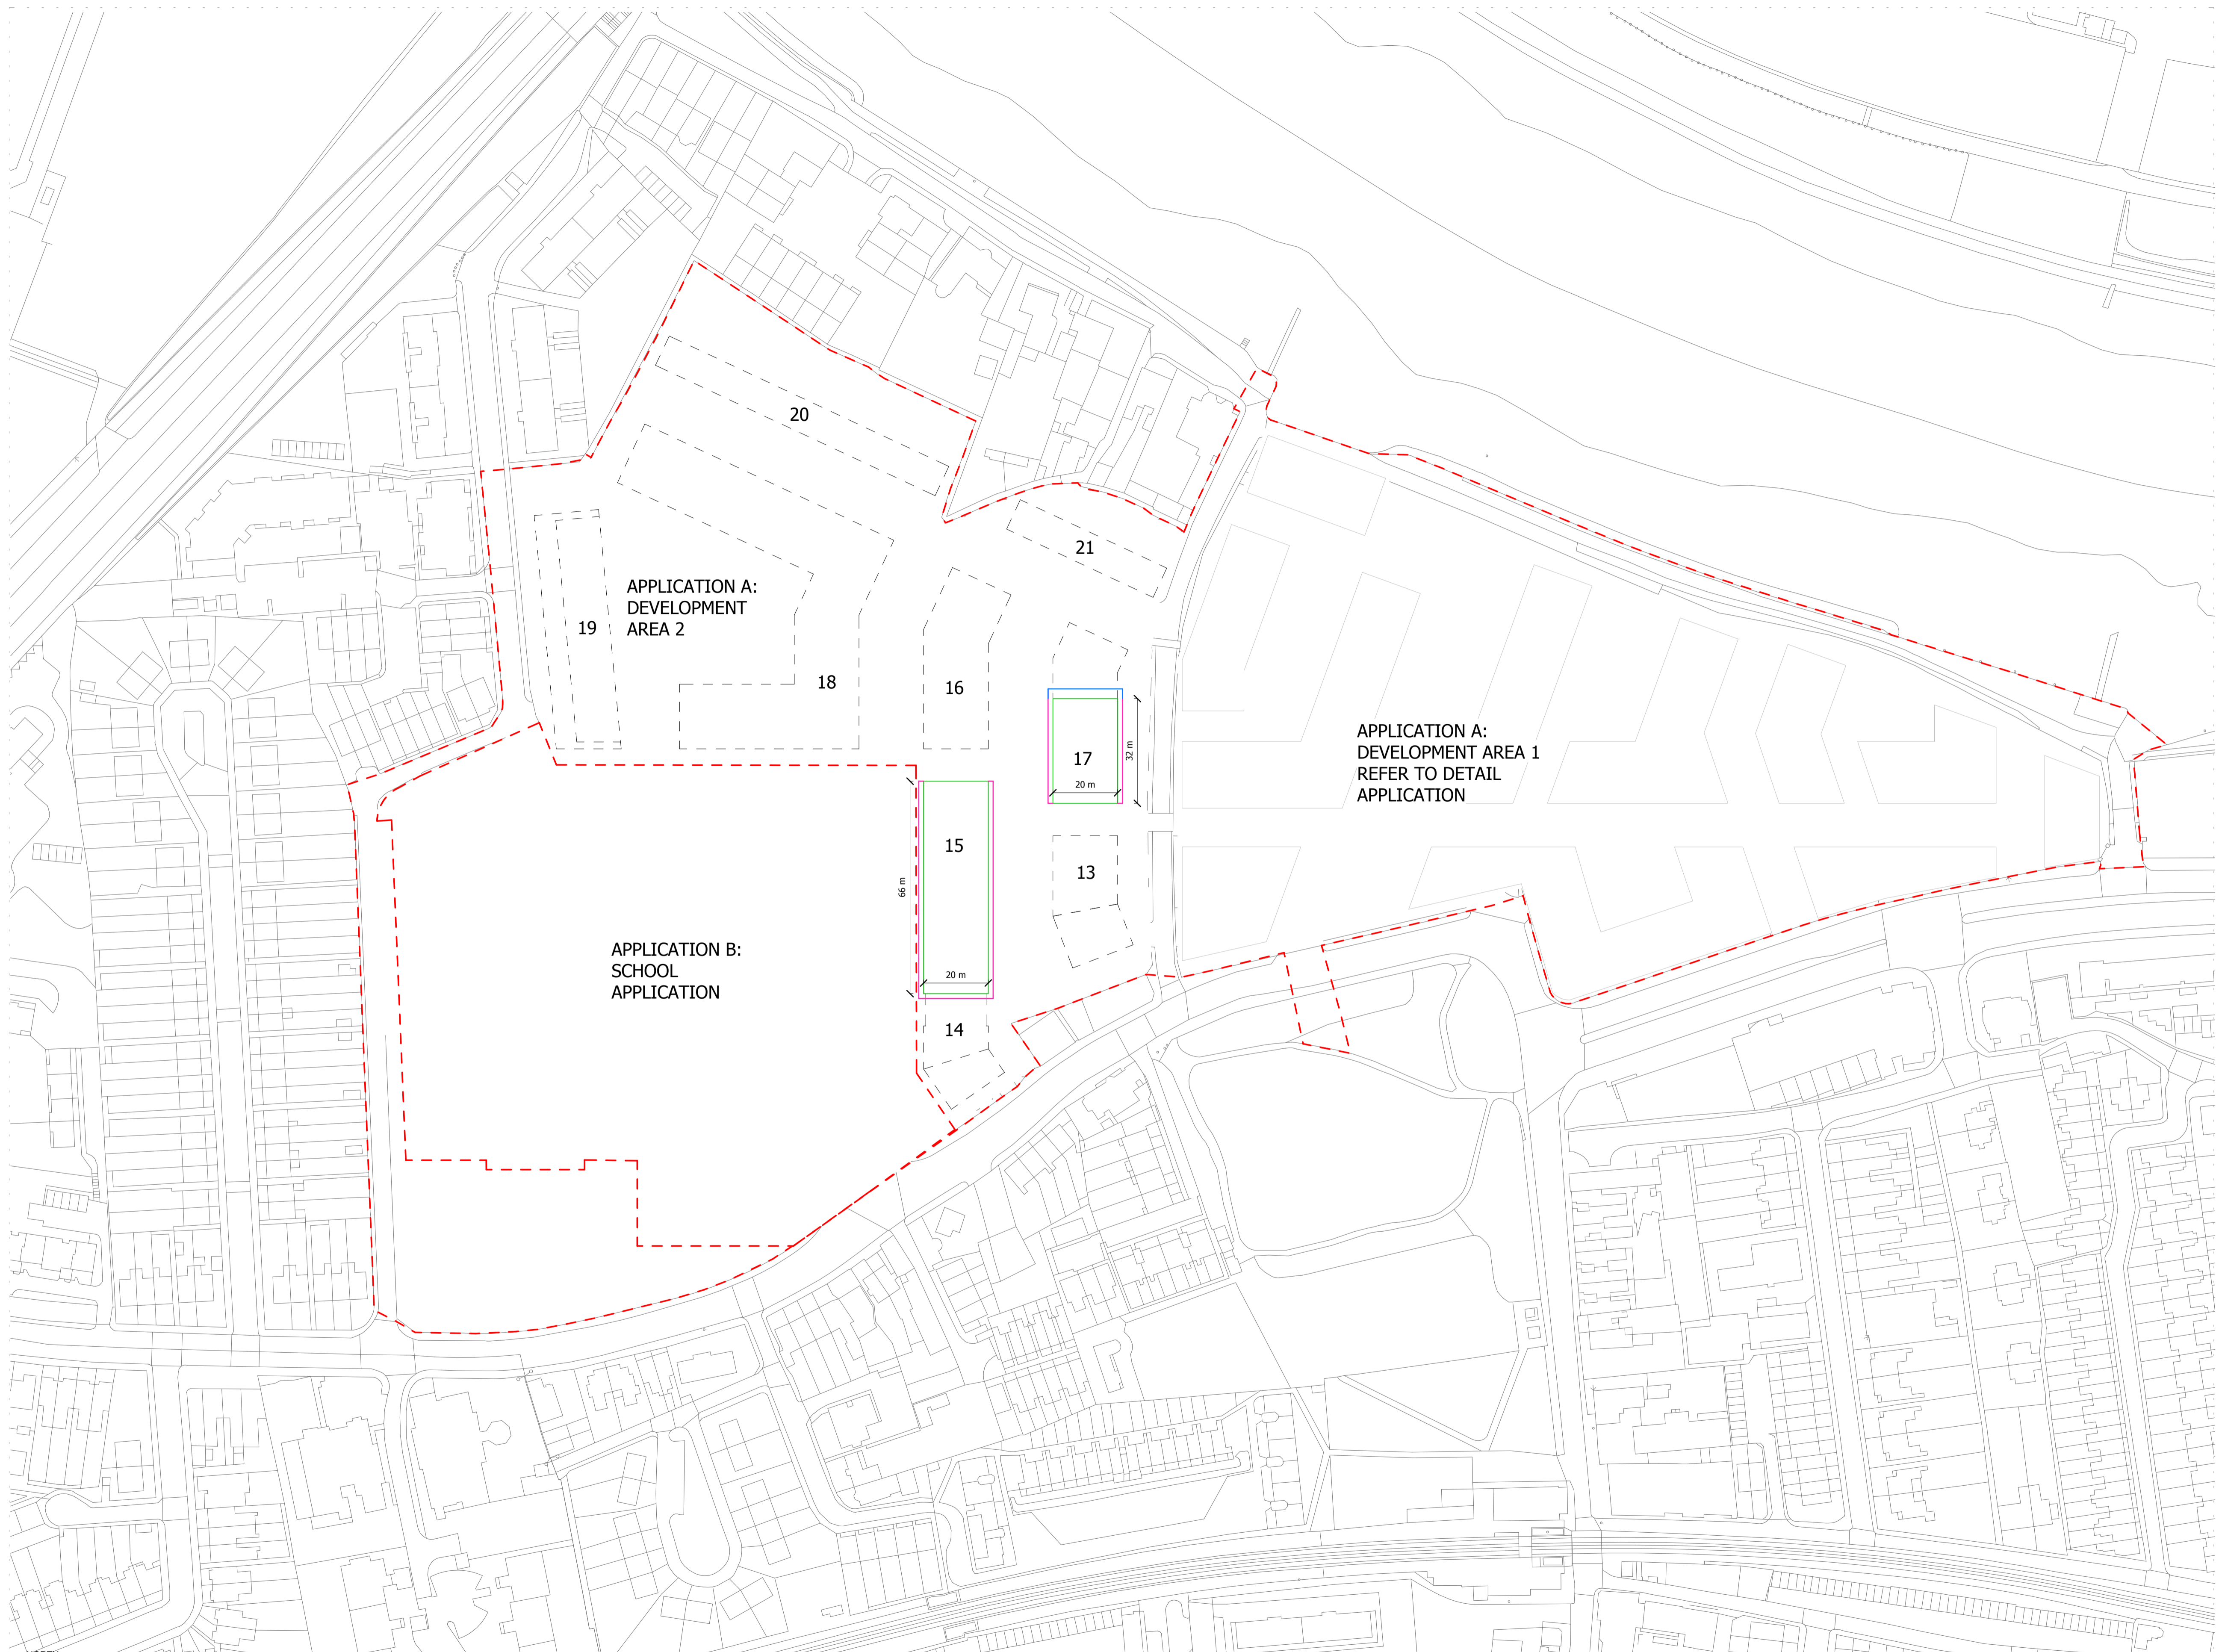 20
21
APPLICATION A:
DEVELOPMENT
AREA 2
19
18
16
17
32 m
20 m
APPLICATION A:
DEVELOPMENT AREA 1
REFER TO DETAIL
APPLICATION
15
66 m
13
APPLICATION B:
SCHOOL
APPLICATION
20 m
14